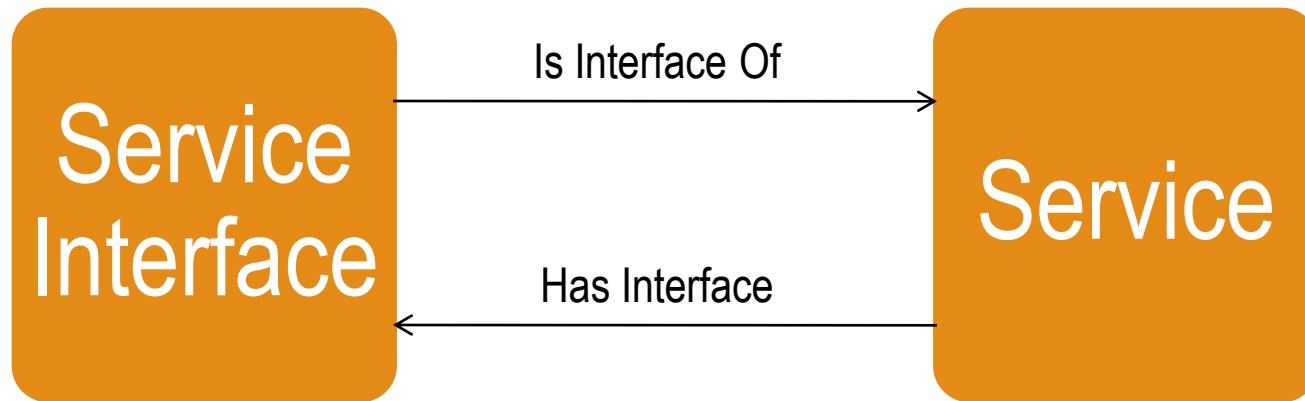 Service
Interface
Is Interface Of
Has Interface
Service